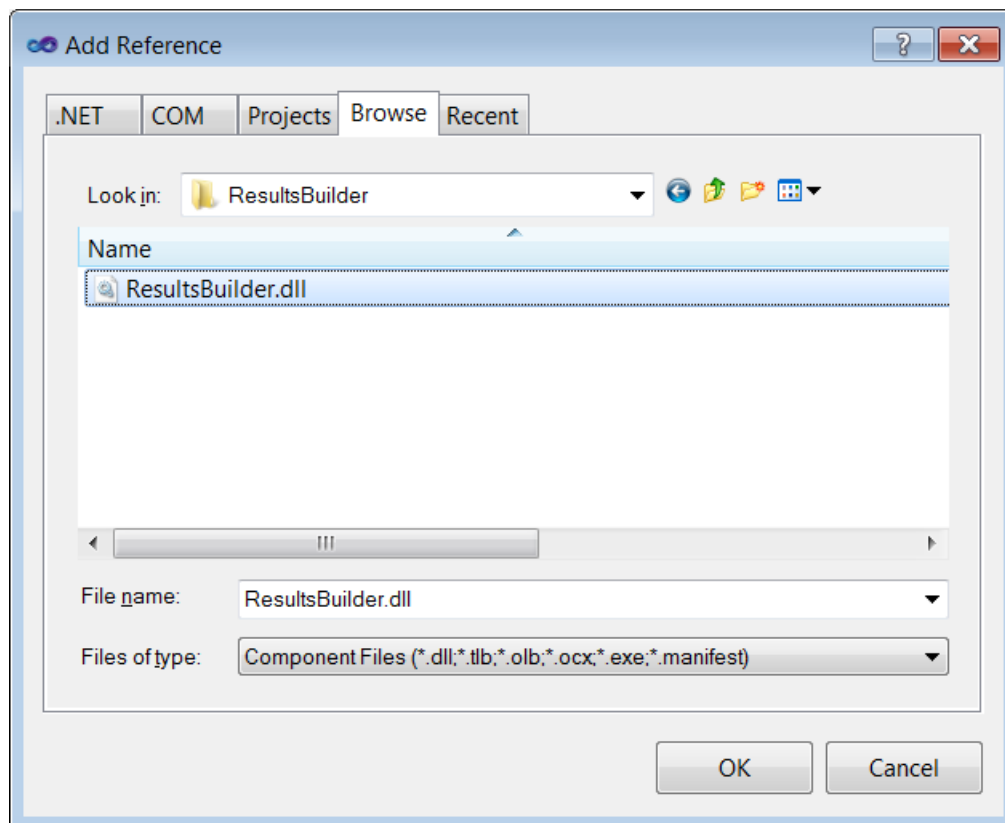 Add Reference
.NET COM Projects Browse Recent
Look in: ResultsBuilder
Name
ResultsBuilder.dll
File name: ResultsBuilder.dll
Files of type: Component Files (*.dll;*.tlb;*.olb;*.ocx;*.exe;*.manifest)
OK Cancel